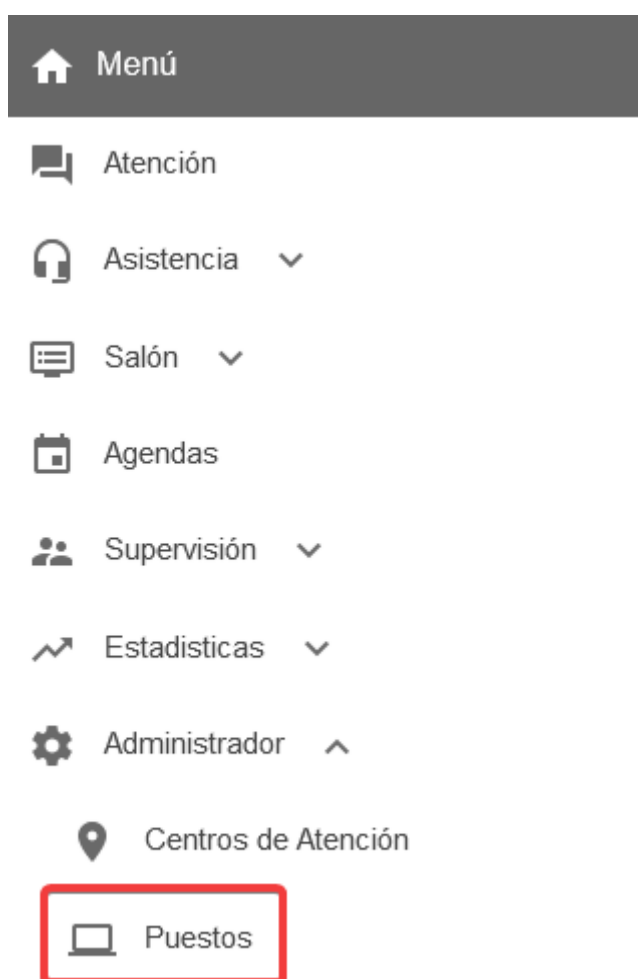 Menú
Atención
Asistencia
Salón
Agendas
Supervisión
Estadisticas
Administrador
Centros de Atención
Puestos